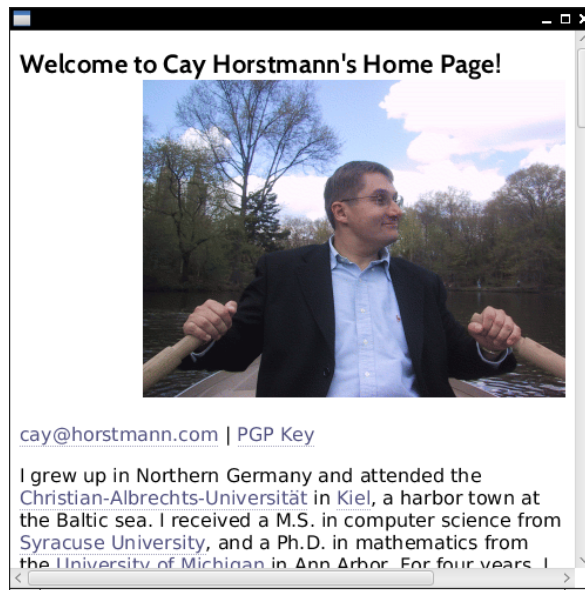 Welcome to Cay Horstmann's Home Page!
cay@horstmann.com | PGP Key
I grew up in Northern Germany and attended the
Christian-Albrechts-Universität in Kiel, a harbor town at
the Baltic sea. I received a M.S. in computer science from
Syracuse University, and a Ph.D. in mathematics from
the University of Michigan in Ann Arbor. For four years, I